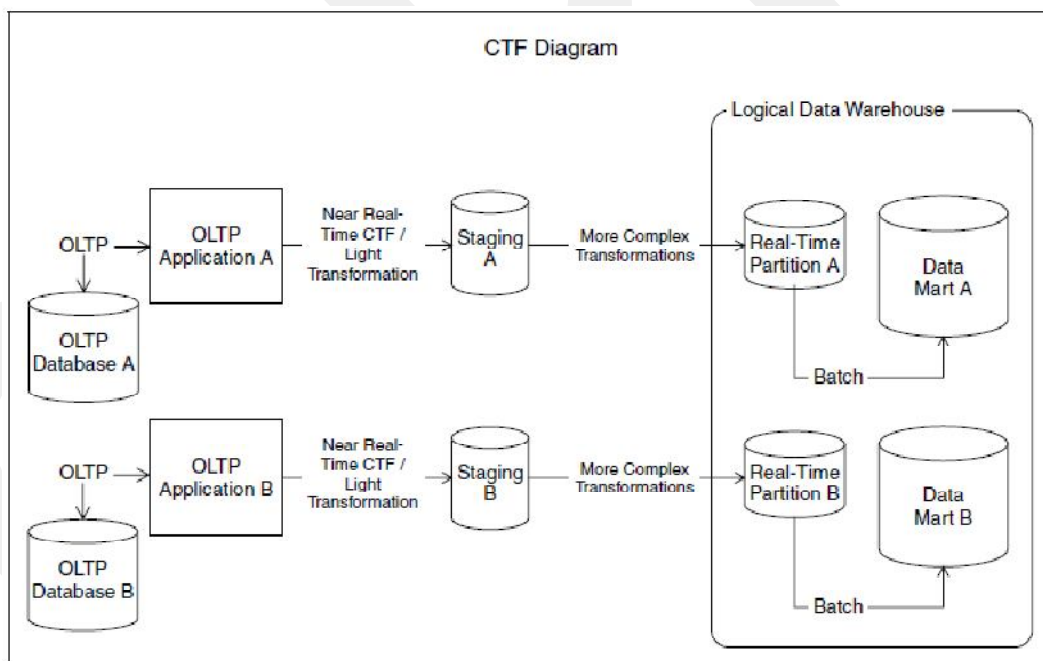 CTF Diagram
Logical Data Warehouse
OLTP
OLTP
Application A
Near Real-
Time CTF /
Light
Transformation
Staging
A
More Complex
Transformations
Real-Time
Partition A
Data
Mart A
OLTP
Database A
Batch
OLTP
OLTP
Application B
Near Real-
Time CTF /
Light
Transformation
Staging
B
More Complex
Transformations
Real-Time
Partition B
Data
Mart B
OLTP
Database B
Batch